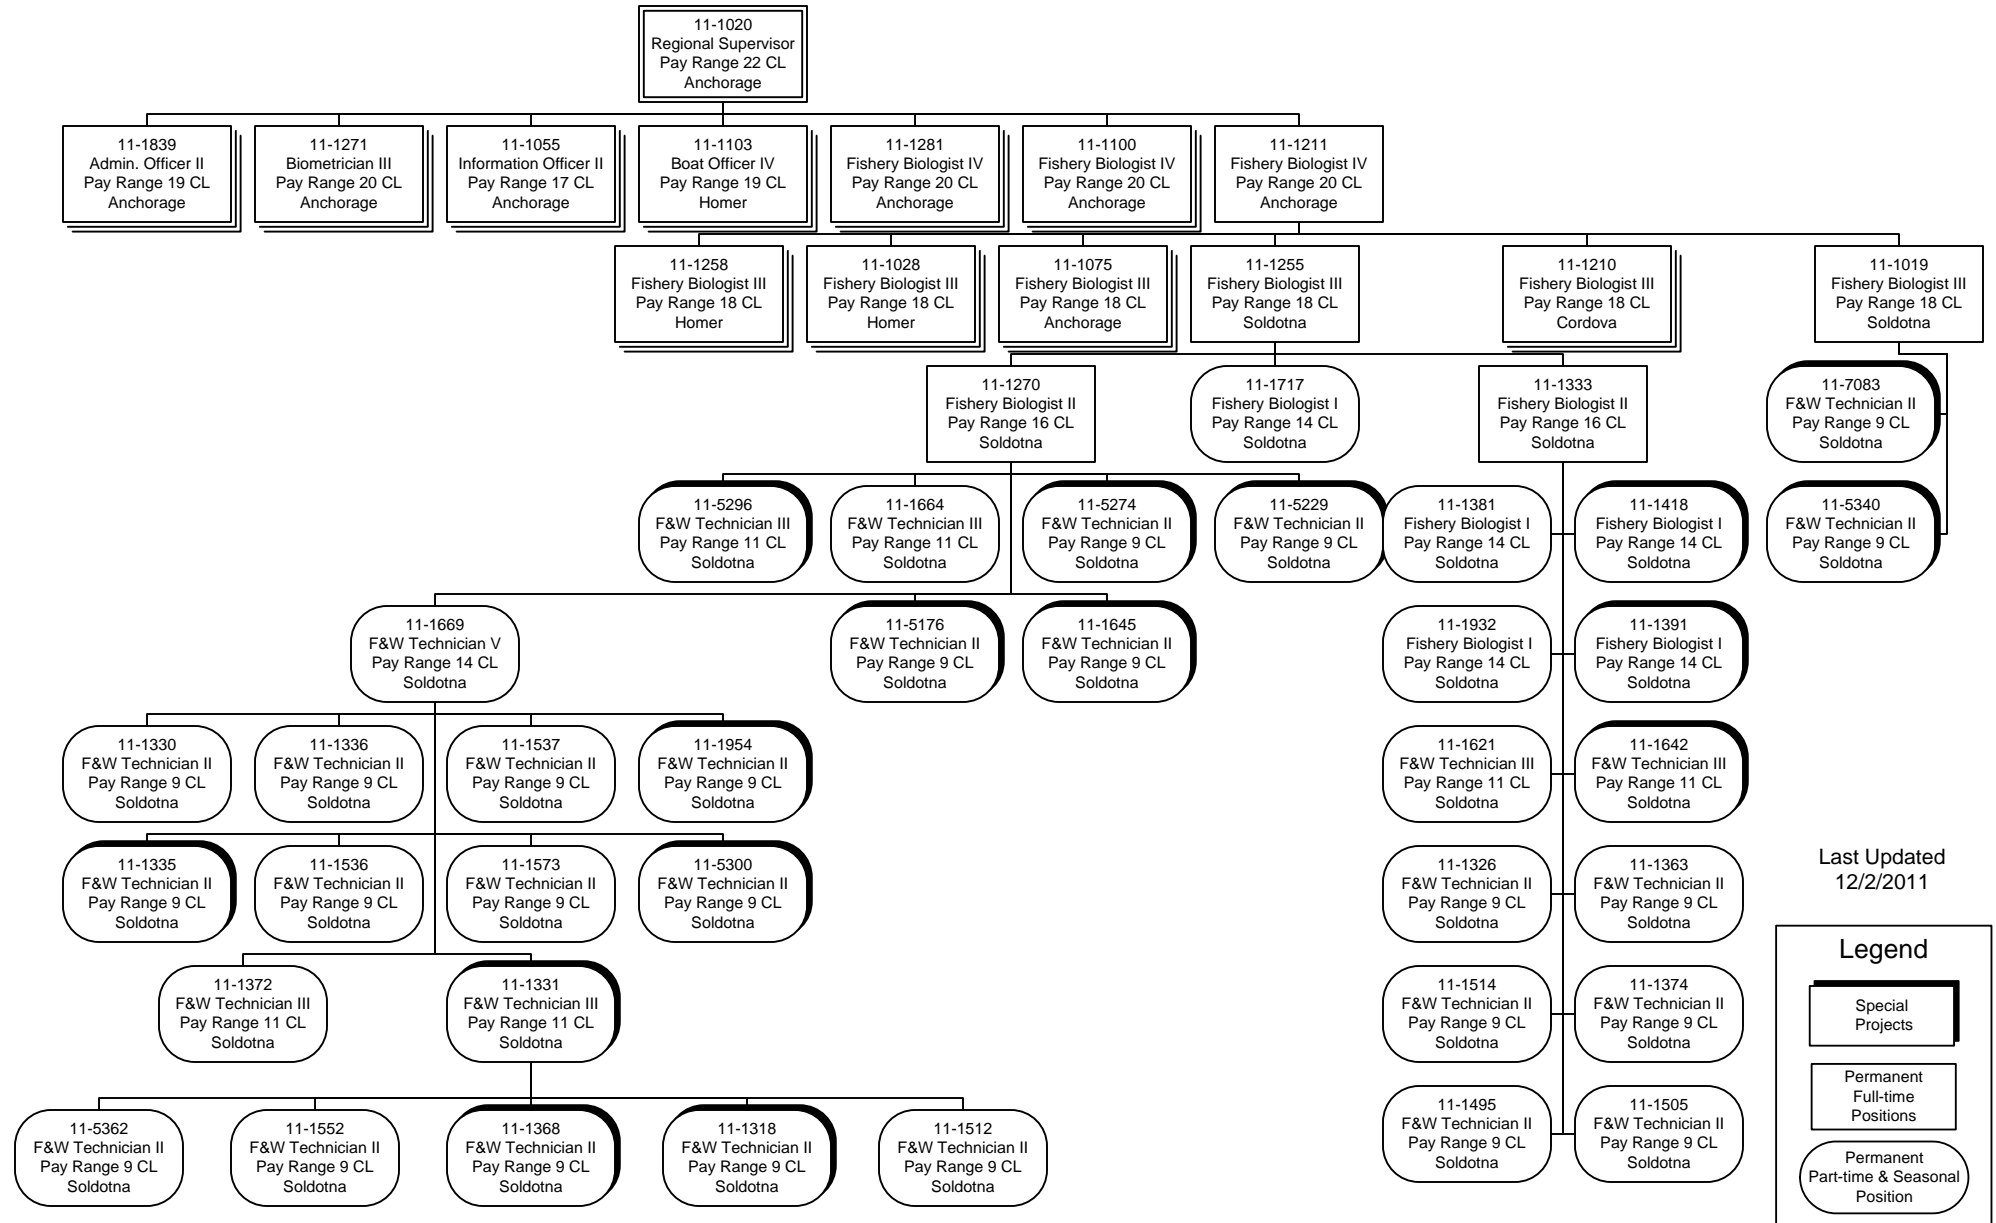 11-1020
Regional Supervisor
Pay Range 22 CL
Anchorage
11-1839
Admin. Officer II
Pay Range 19 CL
Anchorage
11-1271
Biometrician III
Pay Range 20 CL
Anchorage
11-1055
Information Officer II
Pay Range 17 CL
Anchorage
11-1103
Boat Officer IV
Pay Range 19 CL
Homer
11-1281
Fishery Biologist IV
Pay Range 20 CL
Anchorage
11-1100
Fishery Biologist IV
Pay Range 20 CL
Anchorage
11-1211
Fishery Biologist IV
Pay Range 20 CL
Anchorage
11-1258
Fishery Biologist III
Pay Range 18 CL
Homer
11-1028
Fishery Biologist III
Pay Range 18 CL
Homer
11-1075
Fishery Biologist III
Pay Range 18 CL
Anchorage
11-1255
Fishery Biologist III
Pay Range 18 CL
Soldotna
11-1210
Fishery Biologist III
Pay Range 18 CL
Cordova
11-1019
Fishery Biologist III
Pay Range 18 CL
Soldotna
11-1270
Fishery Biologist II
Pay Range 16 CL
Soldotna
11-1717
Fishery Biologist I
Pay Range 14 CL
Soldotna
11-1333
Fishery Biologist II
Pay Range 16 CL
Soldotna
11-7083
F&W Technician II
Pay Range 9 CL
Soldotna
11-5296
F&W Technician III
Pay Range 11 CL
Soldotna
11-1664
F&W Technician III
Pay Range 11 CL
Soldotna
11-5274
F&W Technician II
Pay Range 9 CL
Soldotna
11-5229
F&W Technician II
Pay Range 9 CL
Soldotna
11-1381
Fishery Biologist I
Pay Range 14 CL
Soldotna
11-1418
Fishery Biologist I
Pay Range 14 CL
Soldotna
11-5340
F&W Technician II
Pay Range 9 CL
Soldotna
11-1669
F&W Technician V
Pay Range 14 CL
Soldotna
11-5176
F&W Technician II
Pay Range 9 CL
Soldotna
11-1645
F&W Technician II
Pay Range 9 CL
Soldotna
11-1932
Fishery Biologist I
Pay Range 14 CL
Soldotna
11-1391
Fishery Biologist I
Pay Range 14 CL
Soldotna
11-1330
F&W Technician II
Pay Range 9 CL
Soldotna
11-1336
F&W Technician II
Pay Range 9 CL
Soldotna
11-1537
F&W Technician II
Pay Range 9 CL
Soldotna
11-1954
F&W Technician II
Pay Range 9 CL
Soldotna
11-1621
F&W Technician III
Pay Range 11 CL
Soldotna
11-1642
F&W Technician III
Pay Range 11 CL
Soldotna
11-1335
F&W Technician II
Pay Range 9 CL
Soldotna
11-1536
F&W Technician II
Pay Range 9 CL
Soldotna
11-1573
F&W Technician II
Pay Range 9 CL
Soldotna
11-5300
F&W Technician II
Pay Range 9 CL
Soldotna
11-1326
F&W Technician II
Pay Range 9 CL
Soldotna
11-1363
F&W Technician II
Pay Range 9 CL
Soldotna
Last Updated
12/2/2011
11-1372
F&W Technician III
Pay Range 11 CL
Soldotna
11-1331
F&W Technician III
Pay Range 11 CL
Soldotna
11-1514
F&W Technician II
Pay Range 9 CL
Soldotna
11-1374
F&W Technician II
Pay Range 9 CL
Soldotna
11-5362
F&W Technician II
Pay Range 9 CL
Soldotna
11-1552
F&W Technician II
Pay Range 9 CL
Soldotna
11-1368
F&W Technician II
Pay Range 9 CL
Soldotna
11-1318
F&W Technician II
Pay Range 9 CL
Soldotna
11-1512
F&W Technician II
Pay Range 9 CL
Soldotna
11-1495
F&W Technician II
Pay Range 9 CL
Soldotna
11-1505
F&W Technician II
Pay Range 9 CL
Soldotna
Legend
Special
Projects
Permanent
Full-time
Positions
Permanent
Part-time & Seasonal
Position